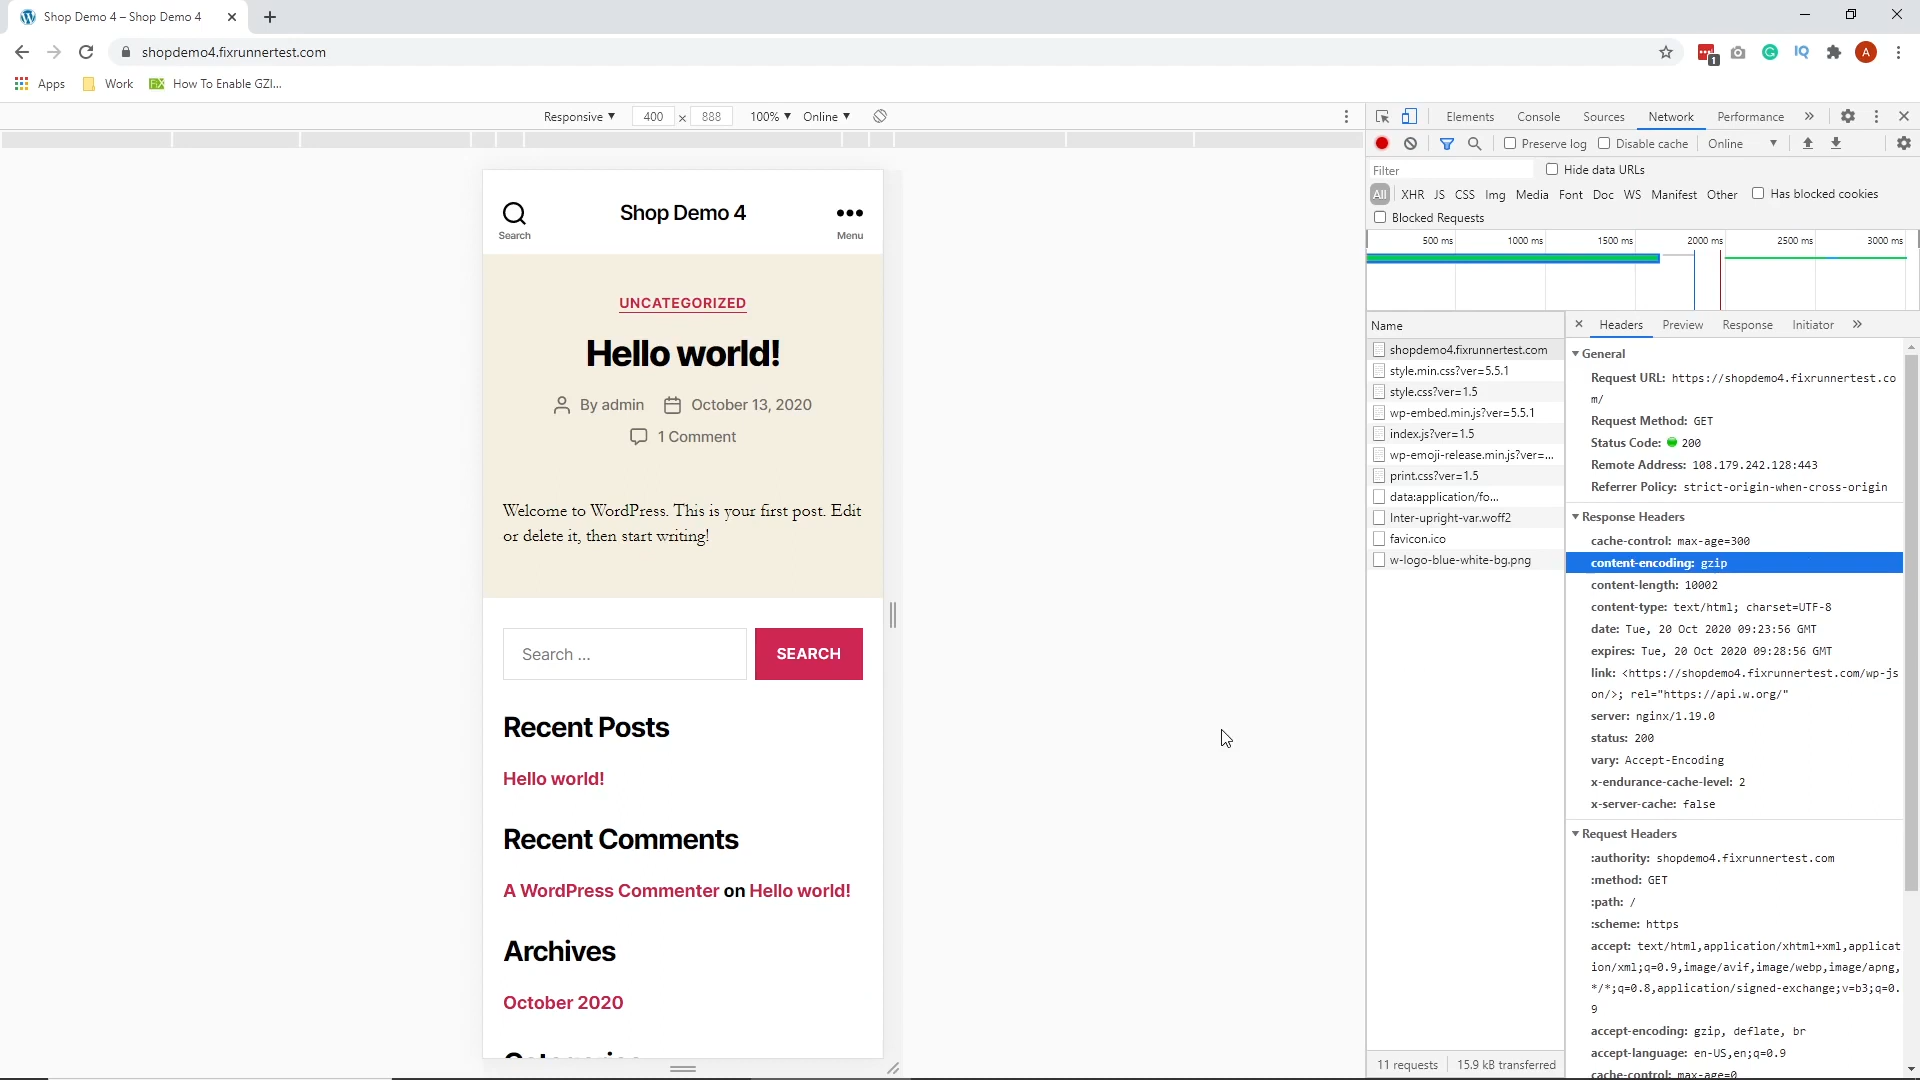 Shop Demo 4 – Shop Demo 4
shopdemo4.fixrunnertest.com
1
A
Apps
Work
How To Enable GZI...
Responsive ▼ 400 x 888 100% ▼ Online ▼
Elements Console Sources Network Performance »
Preserve log Disable cache Online ▼
Filter
Hide data URLs
All XHR JS CSS Img Media Font Doc WS Manifest Other Has blocked cookies
Blocked Requests
500 ms 1000 ms 1500 ms 2000 ms 2500 ms 3000 ms
Search
Shop Demo 4
Menu
UNCATEGORIZED
Hello world!
By admin October 13, 2020
1 Comment
Welcome to WordPress. This is your first post. Edit
or delete it, then start writing!
Search ...
SEARCH
Recent Posts
Hello world!
Recent Comments
A WordPress Commenter on Hello world!
Archives
October 2020
Name
shopdemo4.fixrunnertest.com
style.min.css?ver=5.5.1
style.css?ver=1.5
wp-embed.min.js?ver=5.5.1
index.js?ver=1.5
wp-emoji-release.min.js?ver=...
print.css?ver=1.5
data:application/fo...
Inter-upright-var.woff2
favicon.ico
w-logo-blue-white-bg.png
11 requests 15.9 kB transferred
Headers Preview Response Initiator »
General
Request URL: https://shopdemo4.fixrunnertest.co
m/
Request Method: GET
Status Code: 200
Remote Address: 108.179.242.128:443
Referrer Policy: strict-origin-when-cross-origin
Response Headers
cache-control: max-age=300
content-encoding: gzip
content-length: 10002
content-type: text/html; charset=UTF-8
date: Tue, 20 Oct 2020 09:23:56 GMT
expires: Tue, 20 Oct 2020 09:28:56 GMT
link: <https://shopdemo4.fixrunnertest.com/wp-js
on/>; rel="https://api.w.org/"
server: nginx/1.19.0
status: 200
vary: Accept-Encoding
x-endurance-cache-level: 2
x-server-cache: false
Request Headers
:authority: shopdemo4.fixrunnertest.com
:method: GET
:path: /
:scheme: https
accept: text/html,application/xhtml+xml,applicat
ion/xml;q=0.9,image/avif,image/webp,image/apng,
*/*;q=0.8,application/signed-exchange;v=b3;q=0.
9
accept-encoding: gzip, deflate, br
accept-language: en-US,en;q=0.9
cache-control: max-age=0